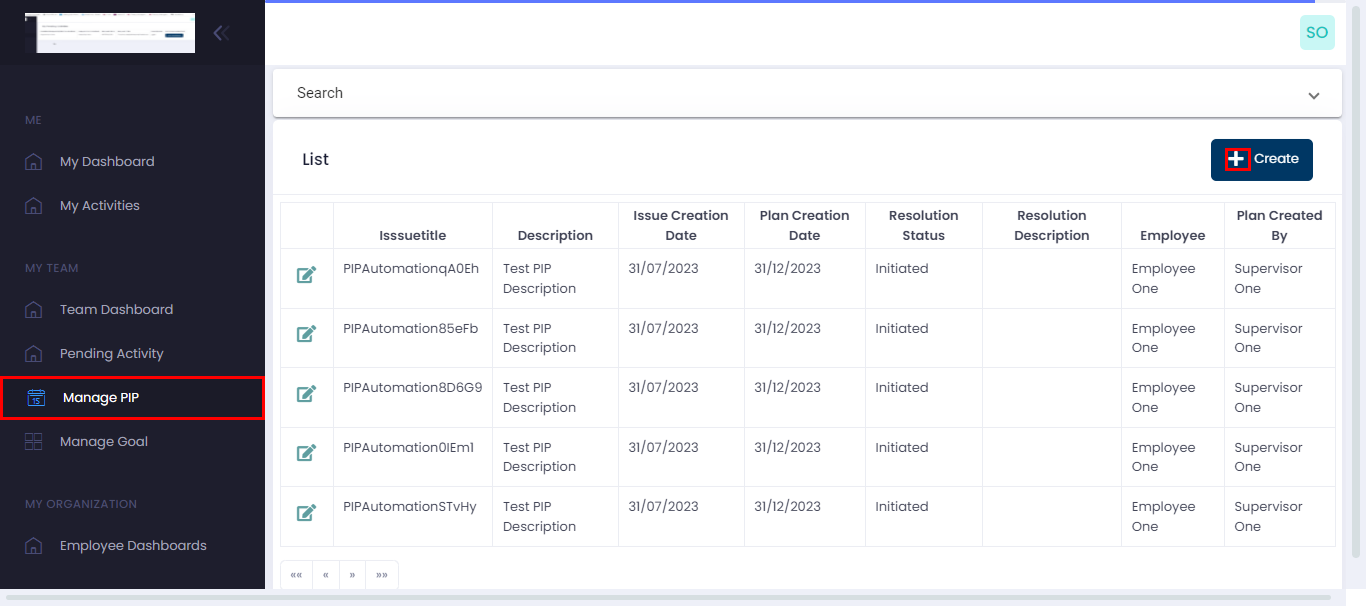 SO
ME
My Dashboard
My Activities
MY TEAM
Team Dashboard
Pending Activity
15
Manage PIP
Manage Goal
MY ORGANIZATION
Employee Dashboards
Search
List
Create
Isssuetitle Description Issue Creation Date Plan Creation Date Resolution Status Resolution Description Employee Plan Created By
PIPAutomationqA0Eh Test PIP Description 31/07/2023 31/12/2023 Initiated Employee One Supervisor One
PIPAutomation85eFb Test PIP Description 31/07/2023 31/12/2023 Initiated Employee One Supervisor One
PIPAutomation8D6G9 Test PIP Description 31/07/2023 31/12/2023 Initiated Employee One Supervisor One
PIPAutomation0IEm1 Test PIP Description 31/07/2023 31/12/2023 Initiated Employee One Supervisor One
PIPAutomationSTvHy Test PIP Description 31/07/2023 31/12/2023 Initiated Employee One Supervisor One
«« « » »»